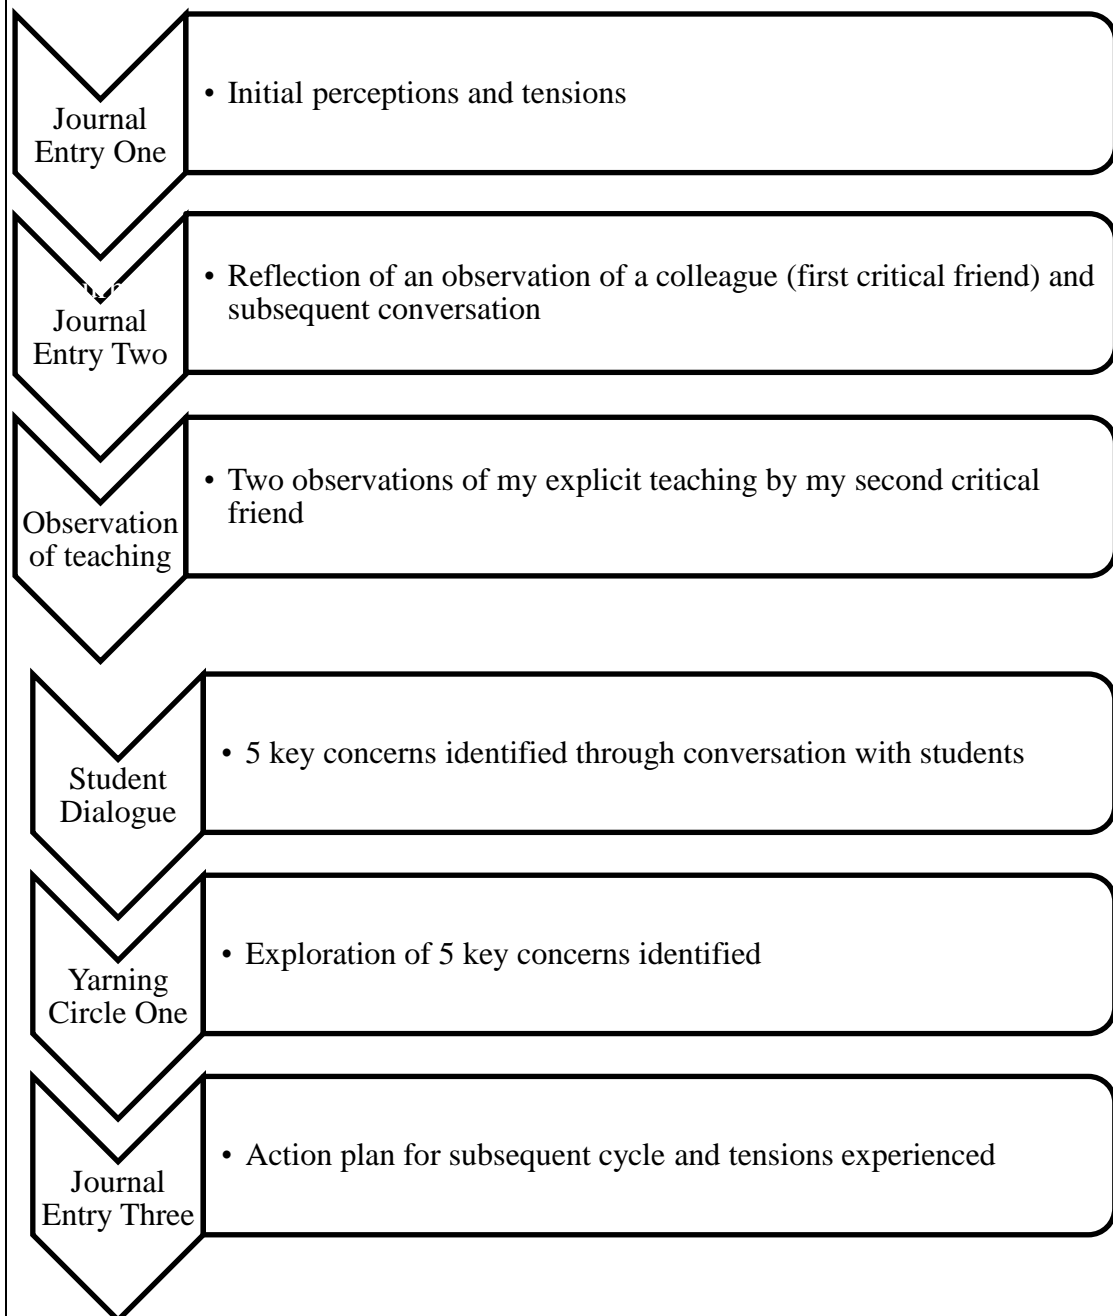 Journal
Entry One
• Initial perceptions and tensions
Journal
Entry Two
• Reflection of an observation of a colleague (first critical friend) and
subsequent conversation
Observation
of teaching
• Two observations of my explicit teaching by my second critical
friend
Student
Dialogue
• 5 key concerns identified through conversation with students
Yarning
Circle One
• Exploration of 5 key concerns identified
Journal
Entry Three
• Action plan for subsequent cycle and tensions experienced